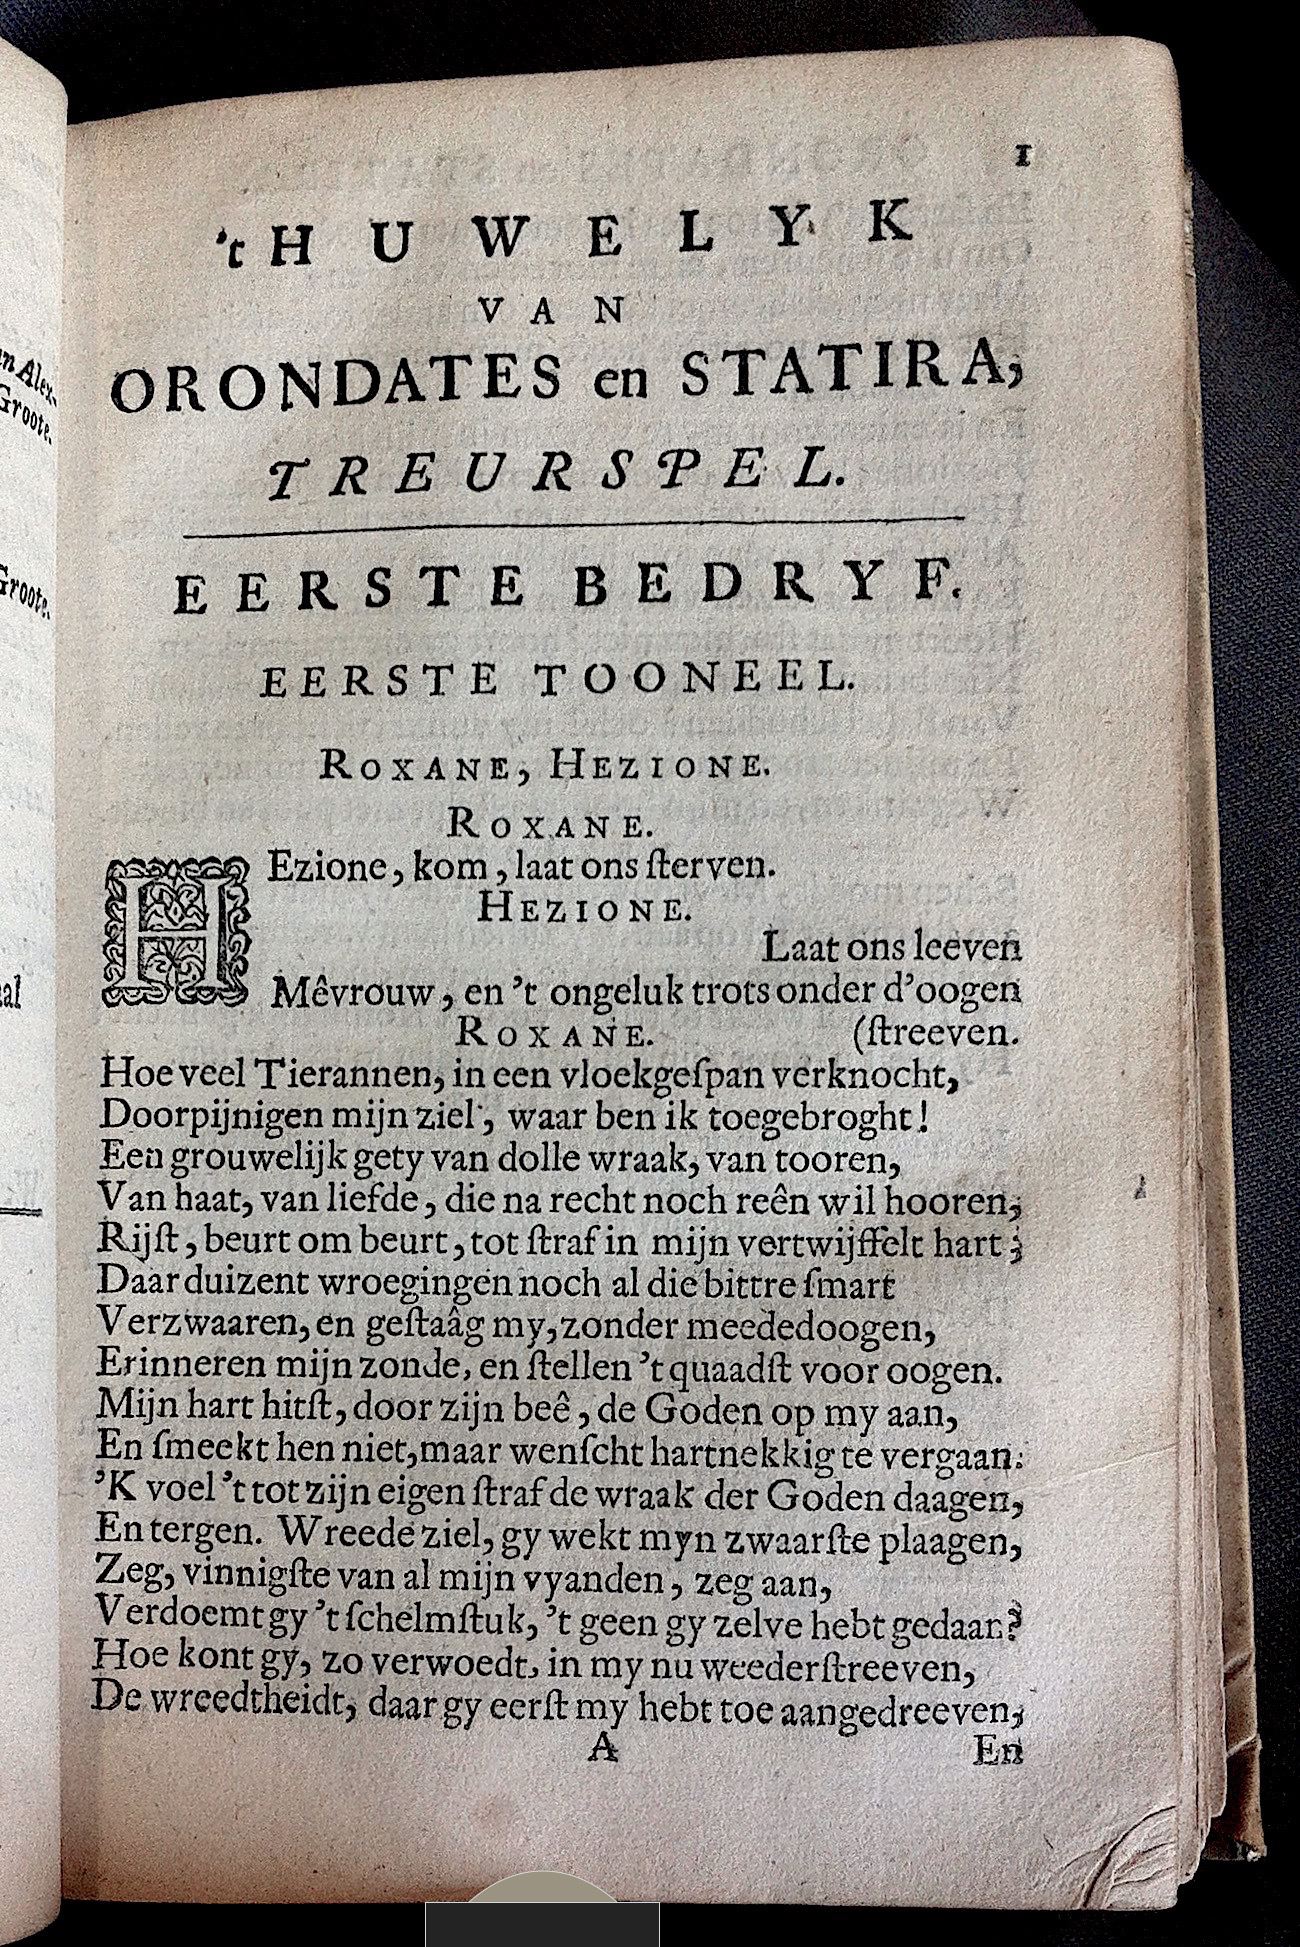 an Alex-
Groote.
Groote.
al
1
't HUWELYK
VAN
ORONDATES en STATIRA,
TREURSPEL.
EERSTE BEDRYF.
EERSTE TOONEEL.
ROXANE, HEZIONE.
ROXANE.
HEzione, kom, laat ons ſterven.
HEZIONE.
Laat ons leeven
Mêvrouw, en 't ongeluk trots onder d'oogen
ROXANE. (ſtreeven.
Hoe veel Tierannen, in een vloekgeſpan verknocht,
Doorpijnigen mijn ziel, waar ben ik toegebroght!
Een grouwelijk gety van dolle wraak, van tooren,
Van haat, van liefde, die na recht noch reên wil hooren,
Rijſt, beurt om beurt, tot ſtraf in mijn vertwijffelt hart;
Daar duizent wroegingen noch al die bittre ſmart
Verzwaaren, en geſtaâg my, zonder meededoogen,
Erinneren mijn zonde, en ſtellen 't quaadſt voor oogen.
Mijn hart hitſt, door zijn beê, de Goden op my aan,
En ſmeekt hen niet, maar wenſcht hartnekkig te vergaan:
'K voel 't tot zijn eigen ſtraf de wraak der Goden daagen,
En tergen. Wreede ziel, gy wekt myn zwaarſte plaagen,
Zeg, vinnigſte van al mijn vyanden, zeg aan,
Verdoemt gy 't ſchelmſtuk, 't geen gy zelve hebt gedaan?
Hoe kont gy, zo verwoedt, in my nu weederſtreeven,
De wreedtheidt, daar gy eerſt my hebt toe aangedreeven,
A En